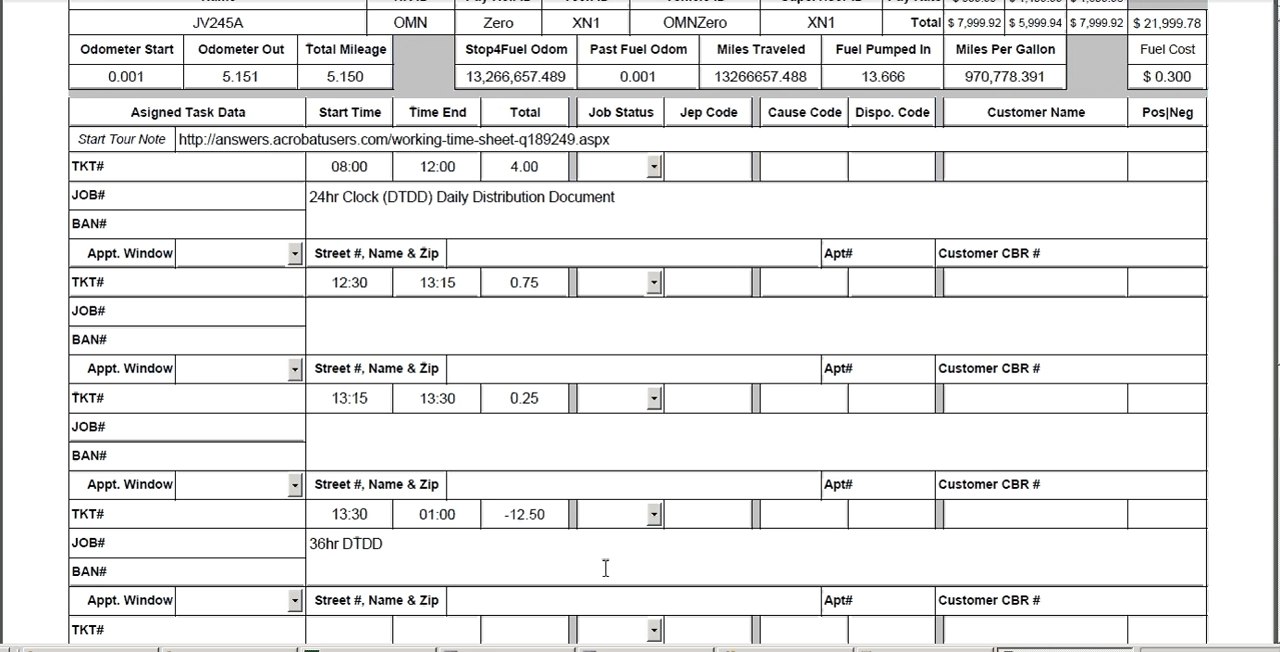 JV245A OMN Zero XN1 OMNZero XN1 Total $ 7,999.92 $ 5,999.94 $ 7,999.92 $ 21,999.78
Odometer Start Odometer Out Total Mileage Stop4Fuel Odom Past Fuel Odom Miles Traveled Fuel Pumped In Miles Per Gallon Fuel Cost
0.001 5.151 5.150 13,266,657.489 0.001 13266657.488 13.666 970,778.391 $ 0.300
Asigned Task Data Start Time Time End Total Job Status Jep Code Cause Code Dispo. Code Customer Name Pos|Neg
Start Tour Note http://answers.acrobatusers.com/working-time-sheet-q189249.aspx
TKT# 08:00 12:00 4.00
JOB# 24hr Clock (DTDD) Daily Distribution Document
BAN#
Appt. Window Street #, Name & Zip Apt# Customer CBR #
TKT# 12:30 13:15 0.75
JOB#
BAN#
Appt. Window Street #, Name & Zip Apt# Customer CBR #
TKT# 13:15 13:30 0.25
JOB#
BAN#
Appt. Window Street #, Name & Zip Apt# Customer CBR #
TKT# 13:30 01:00 -12.50
JOB# 36hr DTDD
BAN#
Appt. Window Street #, Name & Zip Apt# Customer CBR #
TKT#